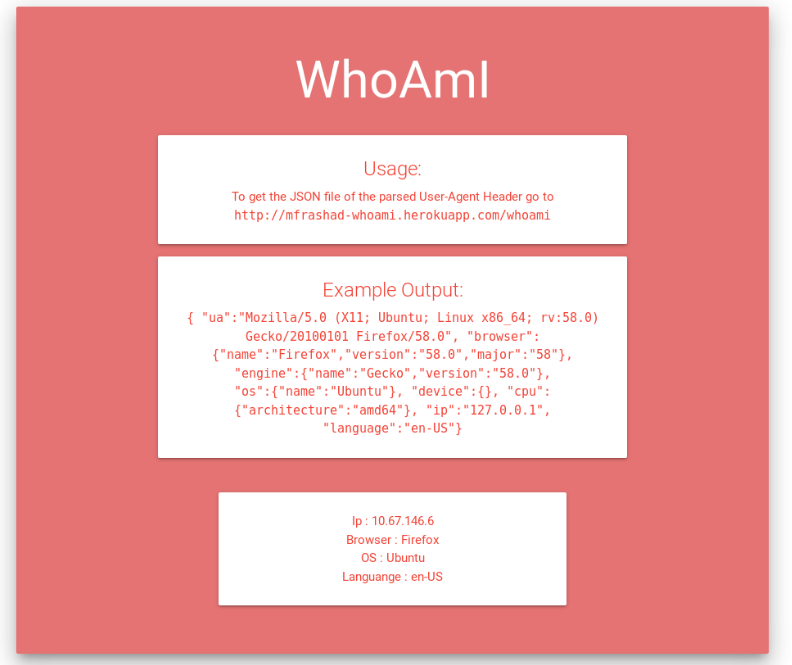 WhoAmI
Usage:
To get the JSON file of the parsed User-Agent Header go to
http://mfrashad-whoami.herokuapp.com/whoami
Example Output:
{ "ua":"Mozilla/5.0 (X11; Ubuntu; Linux x86_64; rv:58.0)
Gecko/20100101 Firefox/58.0", "browser":
{"name":"Firefox","version":"58.0","major":"58"},
"engine":{"name":"Gecko","version":"58.0"},
"os":{"name":"Ubuntu"}, "device":{}, "cpu":
{"architecture":"amd64"}, "ip":"127.0.0.1",
"language":"en-US"}
Ip : 10.67.146.6
Browser : Firefox
OS : Ubuntu
Languange : en-US